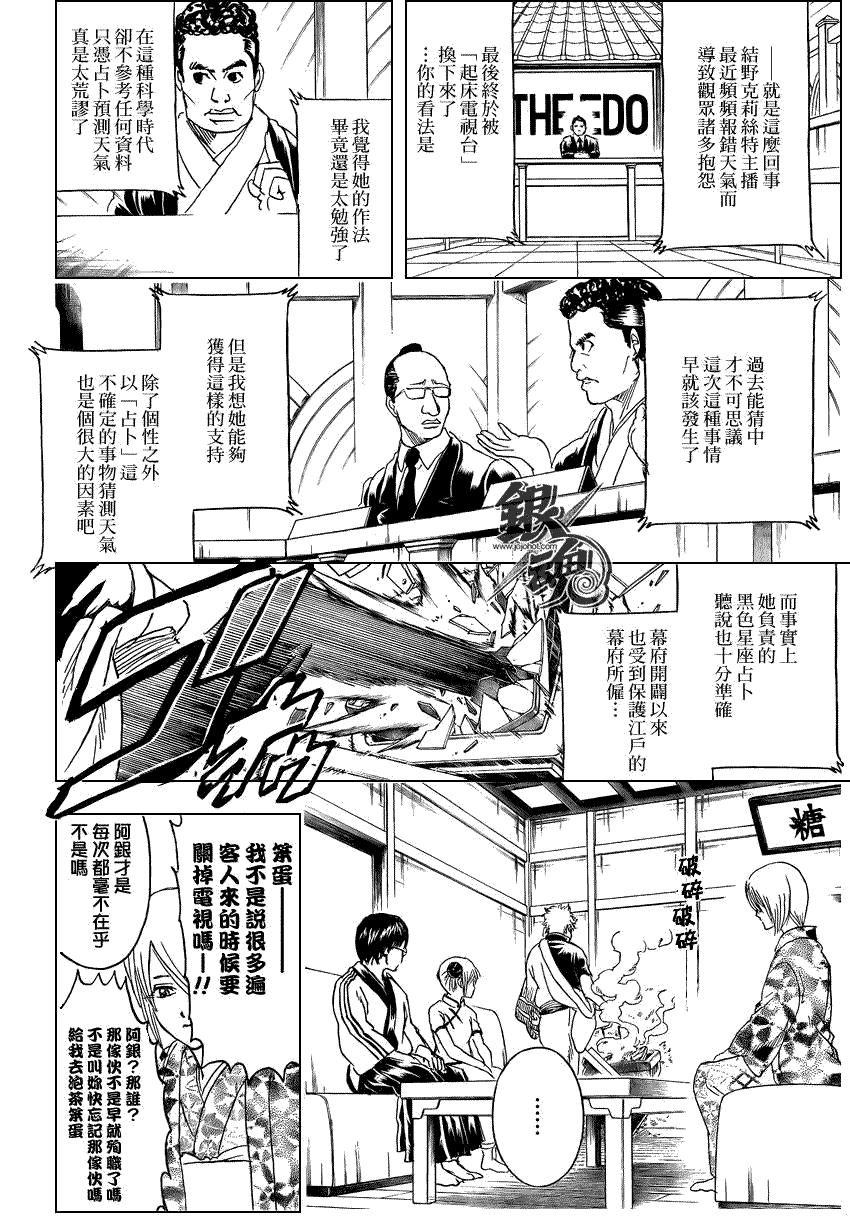 ──就是這麼回事
結野克莉絲特主播
最近頻頻報錯天氣而
導致觀眾諸多抱怨
THE EDO
最後終於被
「起床電視台」
換下來了
…你的看法是
我覺得她的作法
畢竟還是太勉強了
在這種科學時代
卻不參考任何資料
只憑占卜預測天氣
真是太荒謬了
過去能猜中
才不可思議
這次這種事情
早就該發生了
但是我想她能夠
獲得這樣的支持
除了個性之外
以「占卜」這
不確定的事物猜測天氣
也是個很大的因素吧
銀魂
www.jojohot.com
而事實上
她負責的
黑色星座占卜
聽說也十分準確
幕府開闢以來
也受到保護江戶的
幕府所僱…
糖
破碎破碎
……
笨蛋──
我不是說很多遍
客人來的時候要
關掉電視嗎─!!
阿銀才是
每次都毫不在乎
不是嗎
阿銀？那誰？
那傢伙不是早就殉職了嗎
不是叫妳快忘記那傢伙嗎
給我去泡茶笨蛋